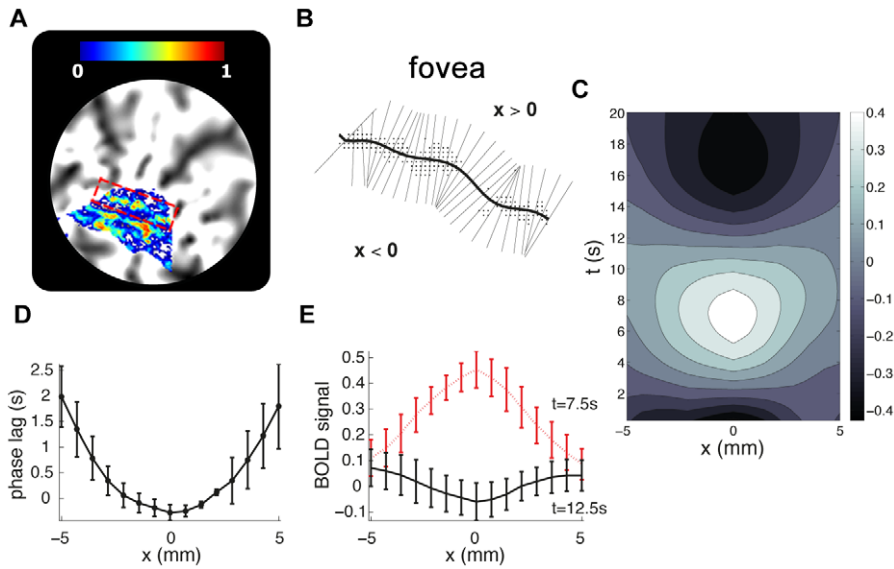 A
0
1
B
fovea
x > 0
x < 0
C
20
18
16
14
12
10
8
6
4
2
t (s)
−5
0
5
x (mm)
0.4
0.3
0.2
0.1
0
−0.1
−0.2
−0.3
−0.4
D
2.5
2
1.5
1
0.5
0
phase lag (s)
−5
0
5
x (mm)
E
0.5
0.4
0.3
0.2
0.1
0
−0.1
BOLD signal
t=7.5s
t=12.5s
−5
0
5
x (mm)